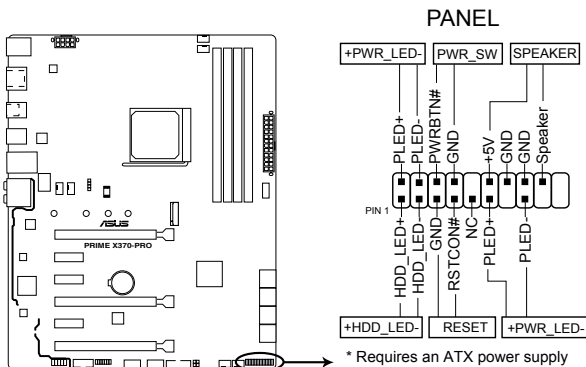 PANEL
+PWR_LED-
PWR_SW
SPEAKER
PLED+
PLED-
PWRBTN#
GND
+5V
GND
GND
Speaker
PIN 1
HDD_LED+
HDD_LED-
GND
RSTCON#
NC
PLED+
PLED-
+HDD_LED-
RESET
+PWR_LED-
* Requires an ATX power supply
ASUS
PRIME X370-PRO